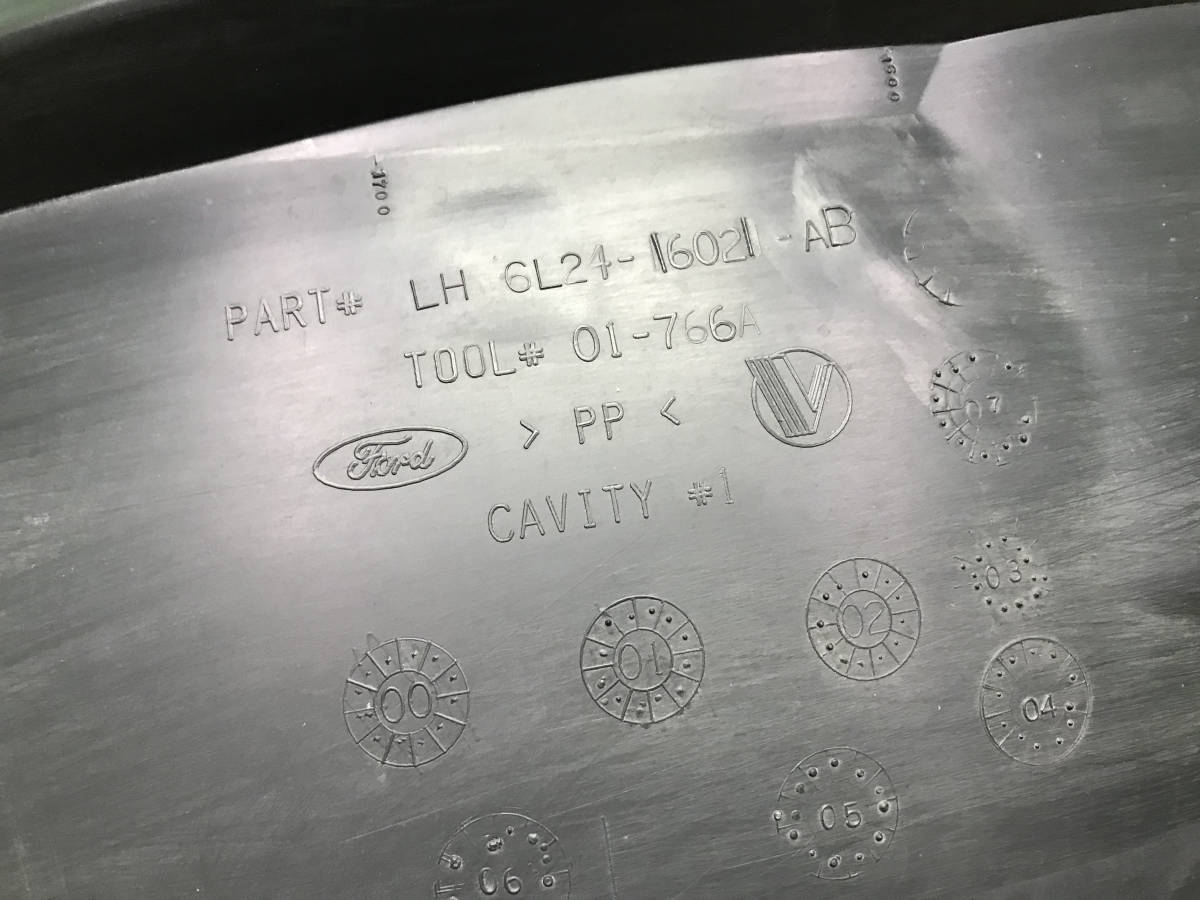 1600
1700
PART# LH 6L24-16021-AB
TOOL# 01-766A
Ford > PP < V
CAVITY #1
07
03
02
01
00
04
05
06